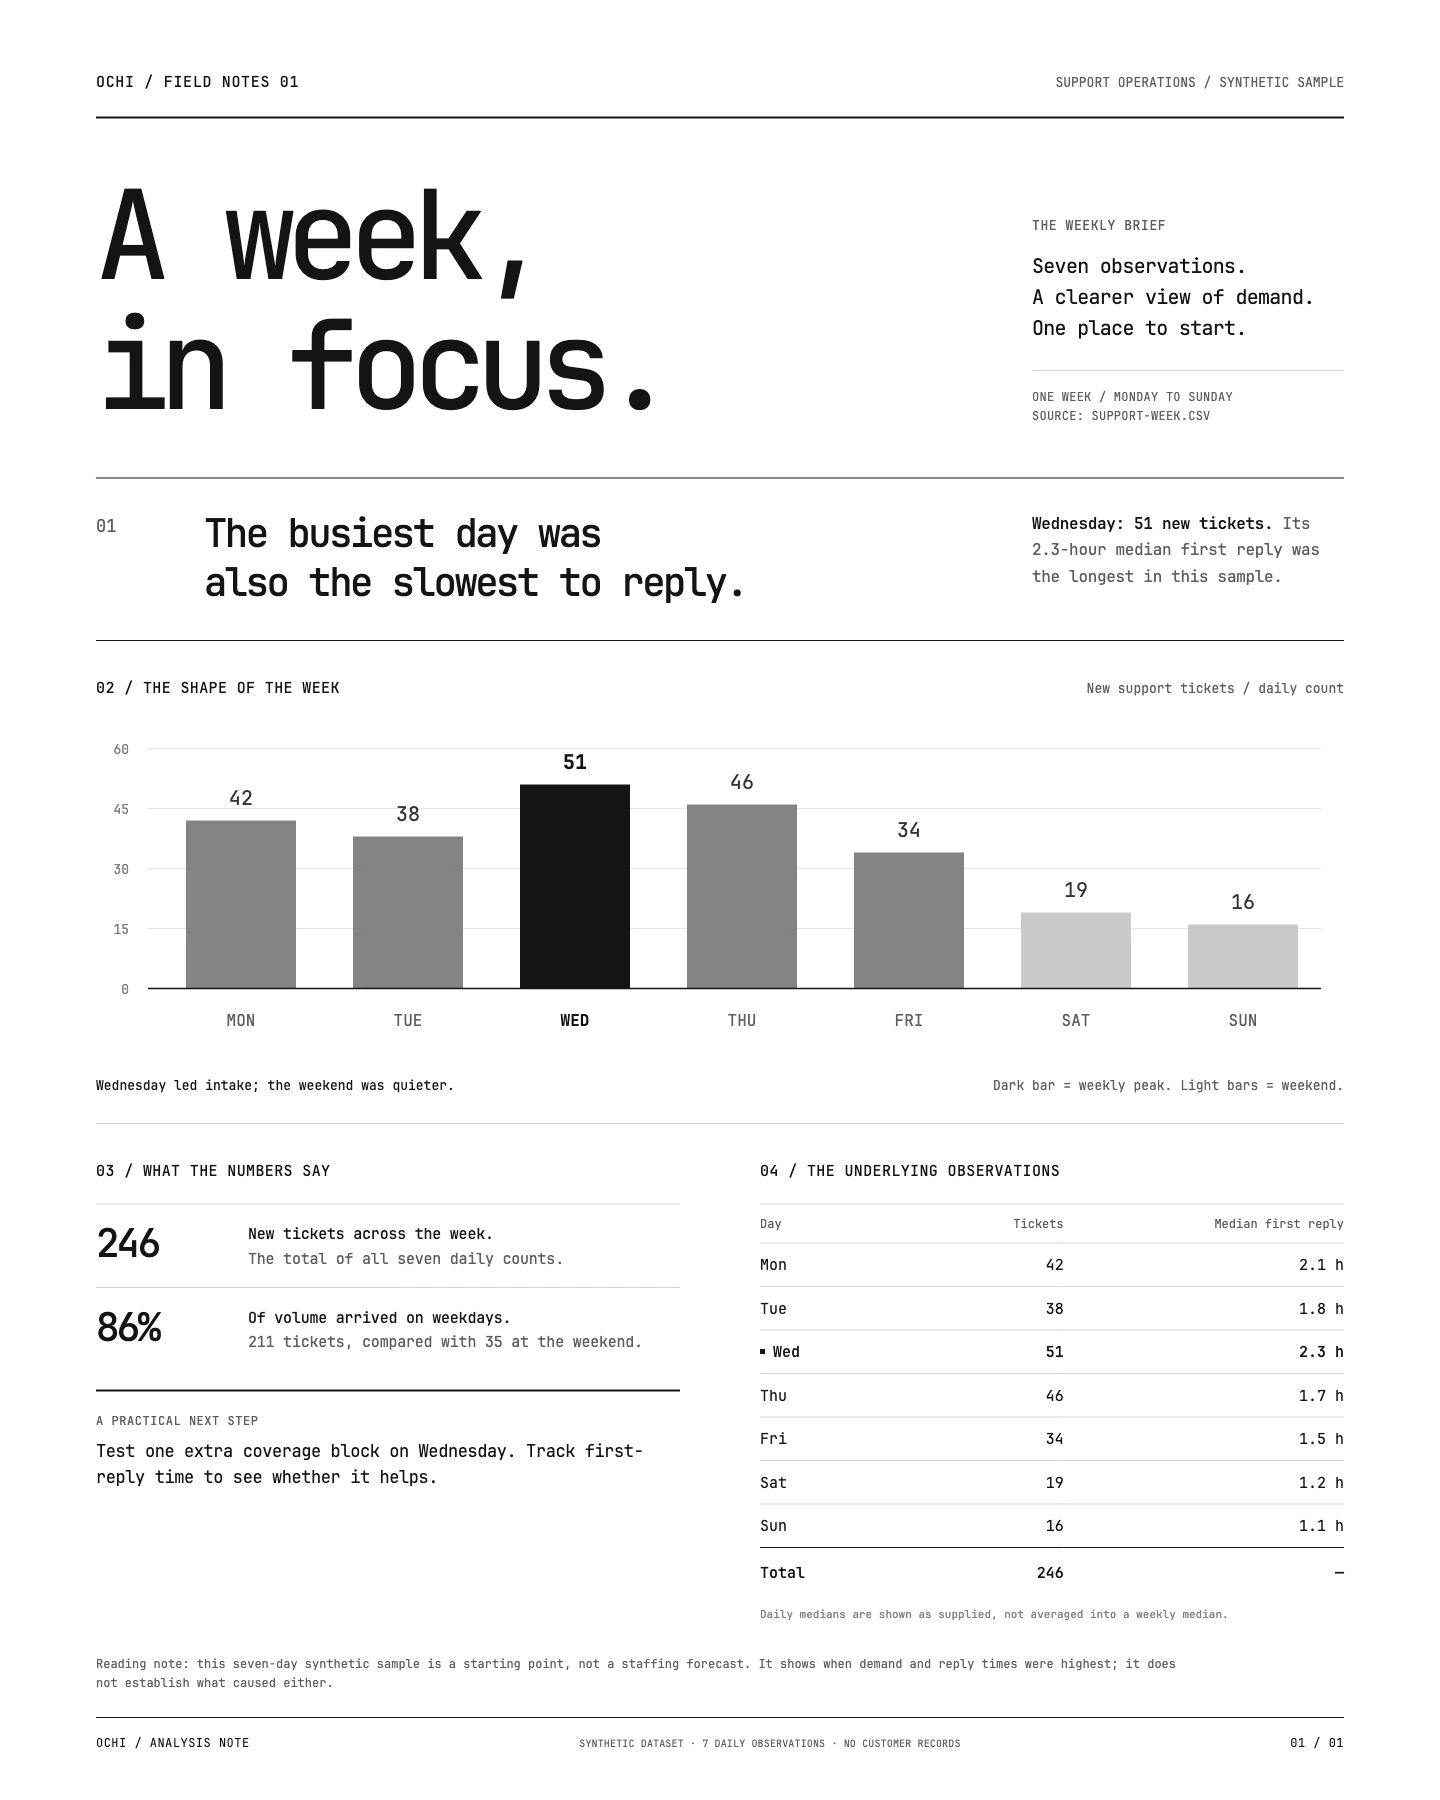 OCHI / FIELD NOTES 01
SUPPORT OPERATIONS / SYNTHETIC SAMPLE
A week,
in focus.
THE WEEKLY BRIEF
Seven observations.
A clearer view of demand.
One place to start.
ONE WEEK / MONDAY TO SUNDAY
SOURCE: SUPPORT-WEEK.CSV
01
The busiest day was
also the slowest to reply.
Wednesday: 51 new tickets. Its
2.3-hour median first reply was
the longest in this sample.
02 / THE SHAPE OF THE WEEK
New support tickets / daily count
60
45
30
15
0
42
38
51
46
34
19
16
MON
TUE
WED
THU
FRI
SAT
SUN
Wednesday led intake; the weekend was quieter.
Dark bar = weekly peak. Light bars = weekend.
03 / WHAT THE NUMBERS SAY
246
New tickets across the week.
The total of all seven daily counts.
86%
Of volume arrived on weekdays.
211 tickets, compared with 35 at the weekend.
A PRACTICAL NEXT STEP
Test one extra coverage block on Wednesday. Track first-
reply time to see whether it helps.
04 / THE UNDERLYING OBSERVATIONS
Day Tickets Median first reply
Mon 42 2.1 h
Tue 38 1.8 h
Wed 51 2.3 h
Thu 46 1.7 h
Fri 34 1.5 h
Sat 19 1.2 h
Sun 16 1.1 h
Total 246 —
Daily medians are shown as supplied, not averaged into a weekly median.
Reading note: this seven-day synthetic sample is a starting point, not a staffing forecast. It shows when demand and reply times were highest; it does
not establish what caused either.
OCHI / ANALYSIS NOTE
SYNTHETIC DATASET · 7 DAILY OBSERVATIONS · NO CUSTOMER RECORDS
01 / 01